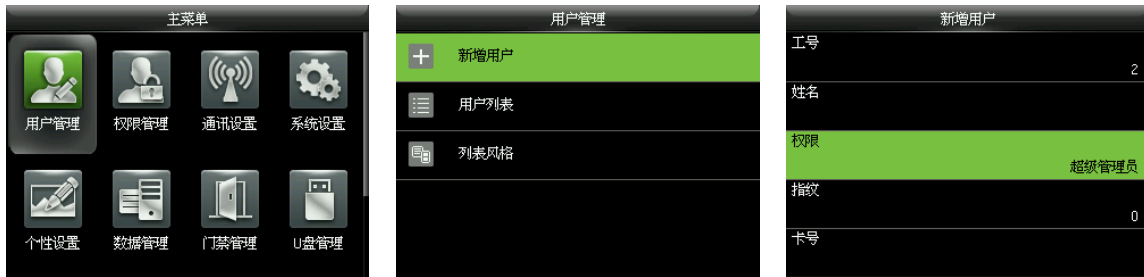 主菜单
用户管理 权限管理 通讯设置 系统设置
个性设置 数据管理 门禁管理 U盘管理
用户管理
新增用户
用户列表
列表风格
新增用户
工号
2
姓名
权限
超级管理员
指纹
0
卡号